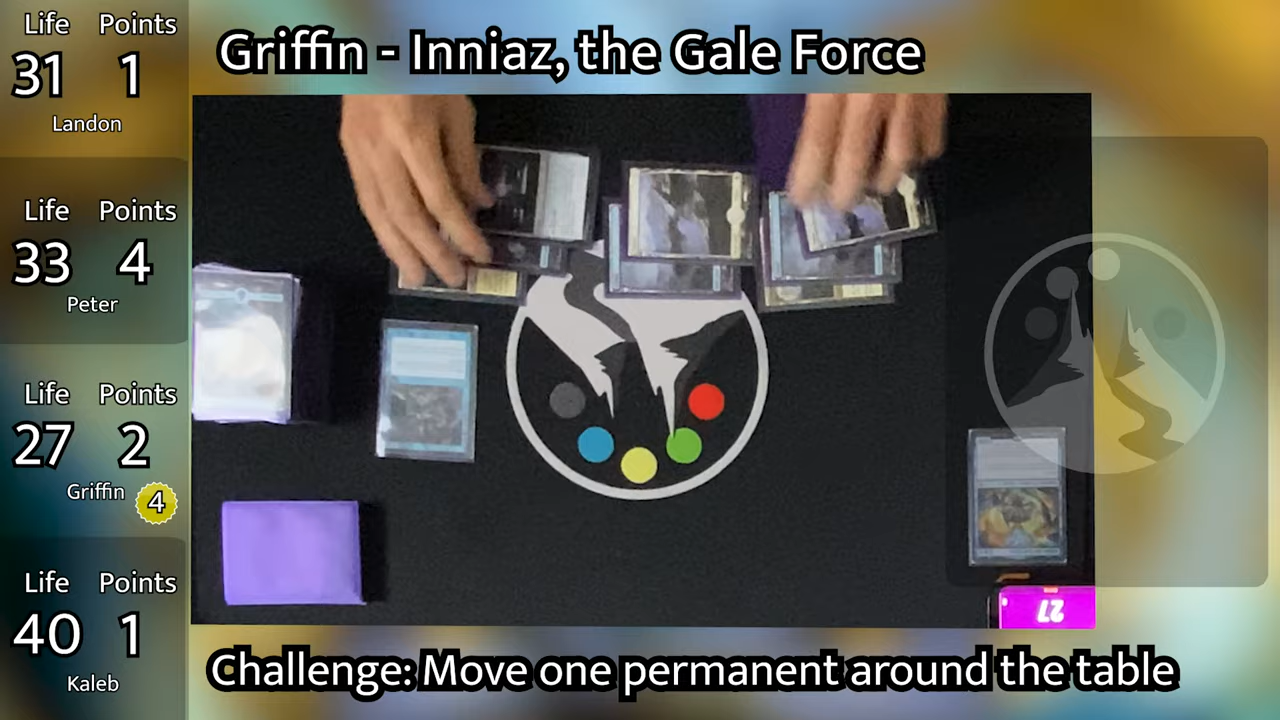 Life Points
31 1
Landon
Life Points
33 4
Peter
Life Points
27 2
Griffin 4
Life Points
40 1
Kaleb
Griffin - Inniaz, the Gale Force
27
Challenge: Move one permanent around the table